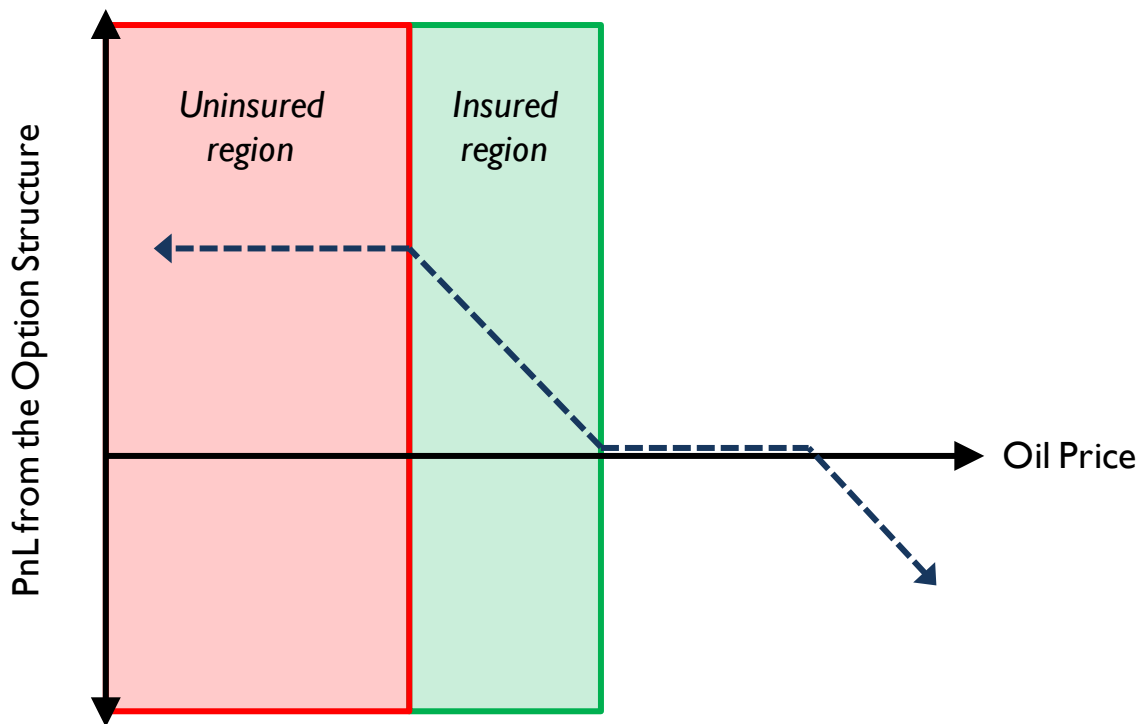 Uninsured
region
Insured
region
PnL from the Option Structure
Oil Price